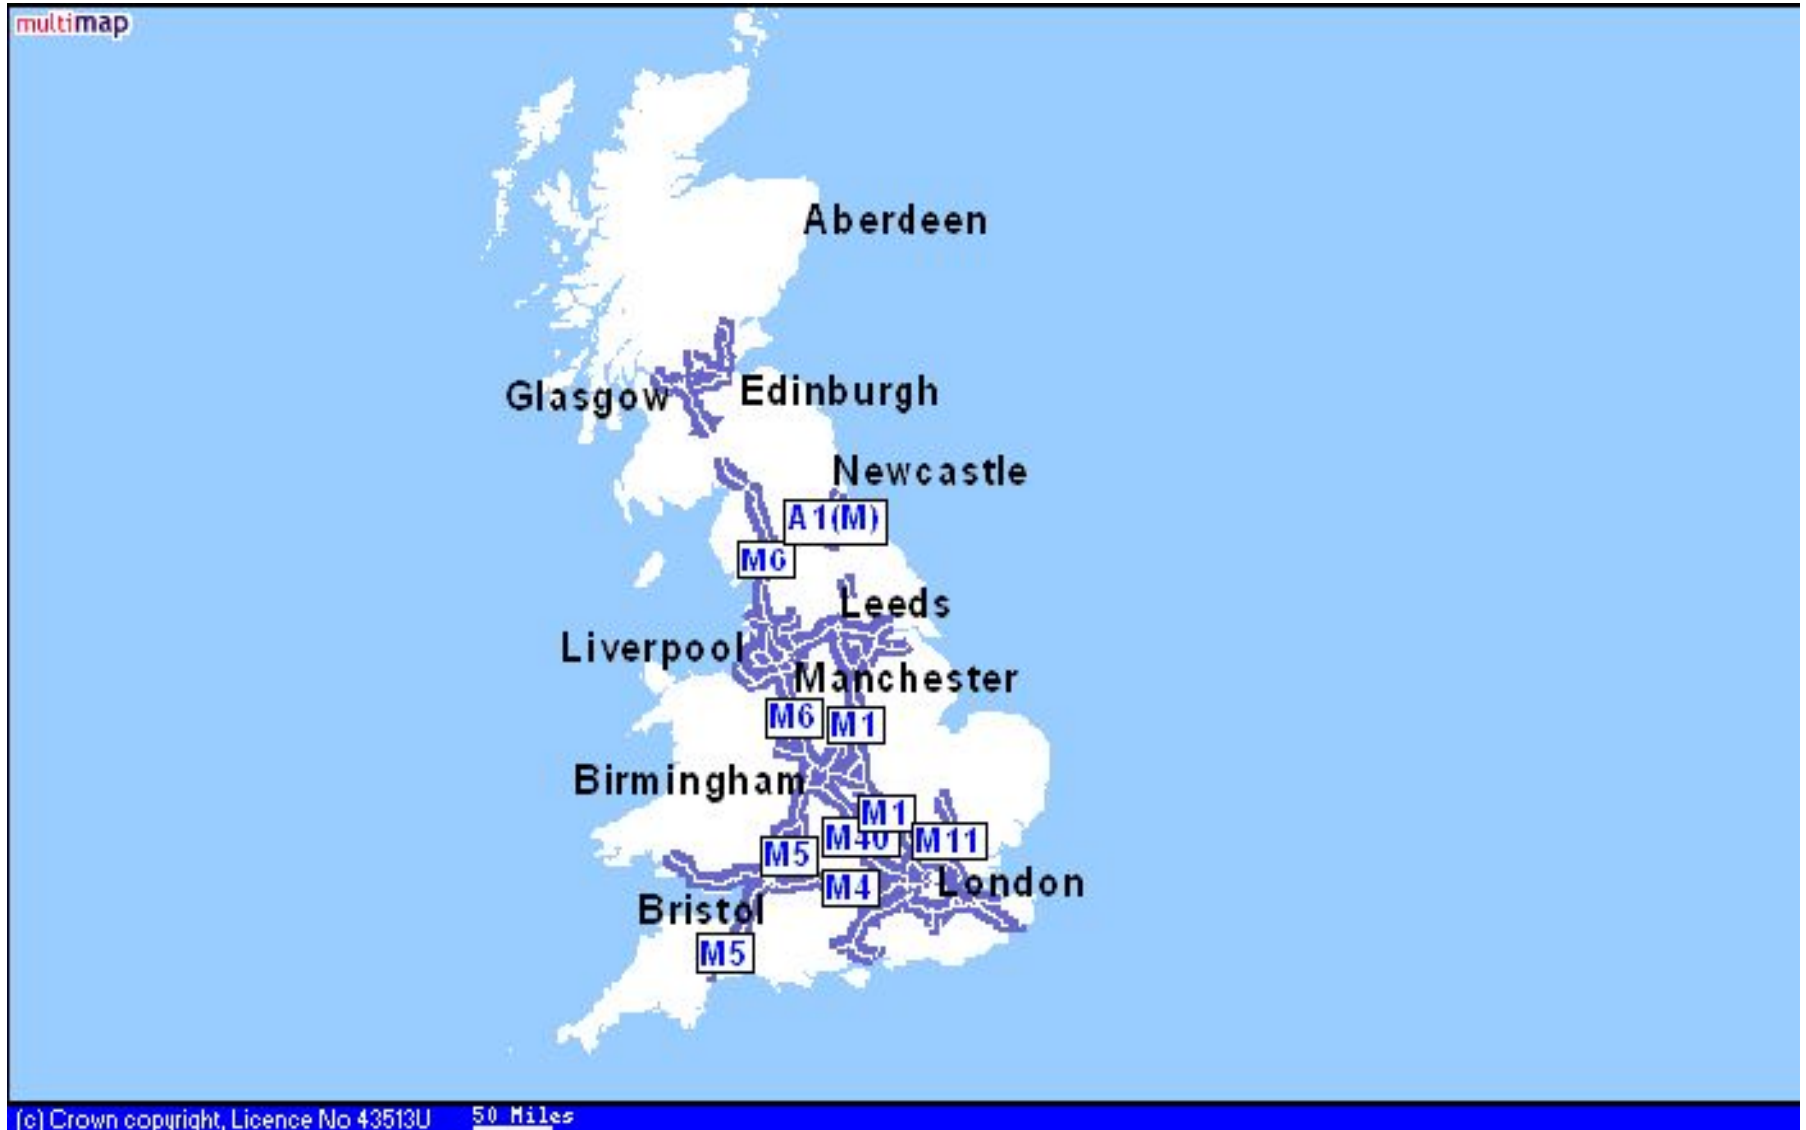 multimap
Aberdeen
Glasgow
Edinburgh
Newcastle
A1(M)
M6
Leeds
Liverpool
Manchester
M6
M1
Birmingham
M1
M40
M11
M5
M4
London
Bristol
M5
(c) Crown copyright, Licence No 43513U
50 Miles